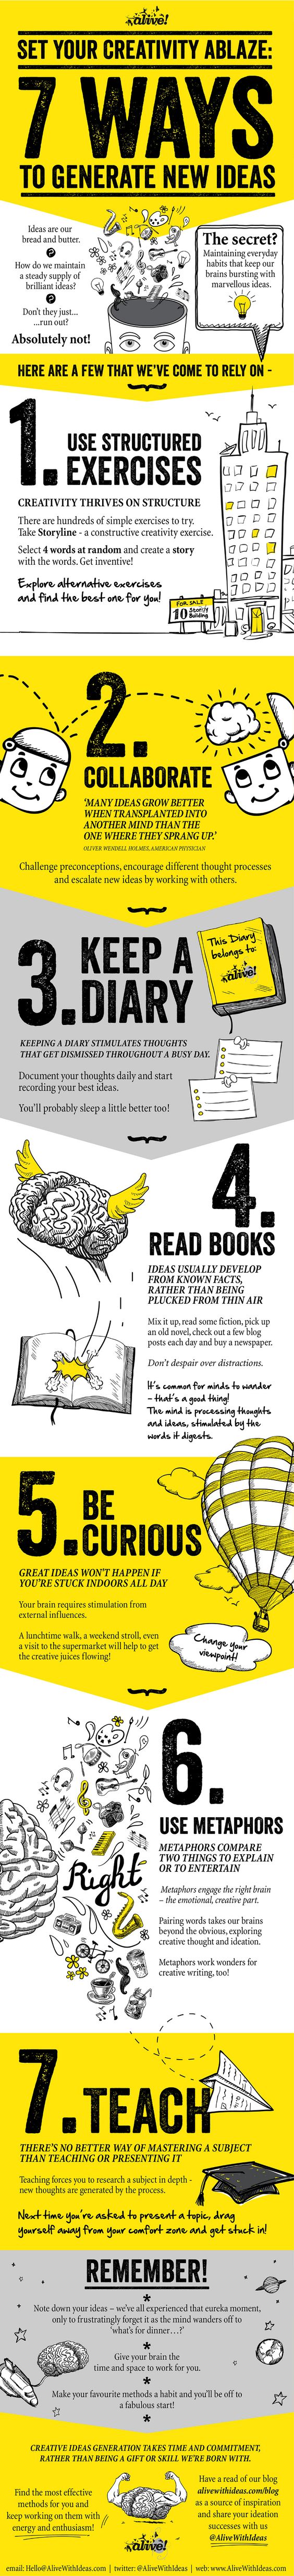 alive!
SET YOUR CREATIVITY ABLAZE:
7 WAYS
TO GENERATE NEW IDEAS
Ideas are our
bread and butter.
?
How do we maintain
a steady supply of
brilliant ideas?
?
Don't they just...
...run out?
Absolutely not!
The secret?
Maintaining everyday
habits that keep our
brains bursting with
marvellous ideas.
HERE ARE A FEW THAT WE'VE COME TO RELY ON -
1. USE STRUCTURED
EXERCISES
CREATIVITY THRIVES ON STRUCTURE
There are hundreds of simple exercises to try.
Take Storyline - a constructive creativity exercise.
Select 4 words at random and create a story
with the words. Get inventive!
Explore alternative exercises
and find the best one for you!
FOR SALE
10 Storey
Building
2.
COLLABORATE
'MANY IDEAS GROW BETTER
WHEN TRANSPLANTED INTO
ANOTHER MIND THAN THE
ONE WHERE THEY SPRANG UP.'
OLIVER WENDELL HOLMES, AMERICAN PHYSICIAN
Challenge preconceptions, encourage different thought processes
and escalate new ideas by working with others.
3. KEEP A
DIARY
This Diary
belongs to:
alive!
KEEPING A DIARY STIMULATES THOUGHTS
THAT GET DISMISSED THROUGHOUT A BUSY DAY.
Document your thoughts daily and start
recording your best ideas.
You'll probably sleep a little better too!
4.
READ BOOKS
IDEAS USUALLY DEVELOP
FROM KNOWN FACTS,
RATHER THAN BEING
PLUCKED FROM THIN AIR
Mix it up, read some fiction, pick up
an old novel, check out a few blog
posts each day and buy a newspaper.
Don't despair over distractions.
It's common for minds to wander
- that's a good thing!
The mind is processing thoughts
and ideas, stimulated by the
words it digests.
5. BE
CURIOUS
GREAT IDEAS WON'T HAPPEN IF
YOU'RE STUCK INDOORS ALL DAY
Your brain requires stimulation from
external influences.
A lunchtime walk, a weekend stroll, even
a visit to the supermarket will help to get
the creative juices flowing!
Change your
viewpoint!
6.
USE METAPHORS
METAPHORS COMPARE
TWO THINGS TO EXPLAIN
OR TO ENTERTAIN
Right
Metaphors engage the right brain
– the emotional, creative part.
Pairing words takes our brains
beyond the obvious, exploring
creative thought and ideation.
Metaphors work wonders for
creative writing, too!
7. TEACH
THERE'S NO BETTER WAY OF MASTERING A SUBJECT
THAN TEACHING OR PRESENTING IT
Teaching forces you to research a subject in depth -
new thoughts are generated by the process.
Next time you're asked to present a topic, drag
yourself away from your comfort zone and get stuck in!
REMEMBER!
*
Note down your ideas – we've all experienced that eureka moment,
only to frustratingly forget it as the mind wanders off to
'what's for dinner…?'
*
Give your brain the
time and space to work for you.
*
Make your favourite methods a habit and you'll be off to
a fabulous start!
*
CREATIVE IDEAS GENERATION TAKES TIME AND COMMITMENT,
RATHER THAN BEING A GIFT OR SKILL WE'RE BORN WITH.
Find the most effective
methods for you and
keep working on them with
energy and enthusiasm!
Have a read of our blog
alivewithideas.com/blog
as a source of inspiration
and share your ideation
successes with us
@AliveWithIdeas
alive!
email: Hello@AliveWithIdeas.com | twitter: @AliveWithIdeas | web: www.AliveWithIdeas.com